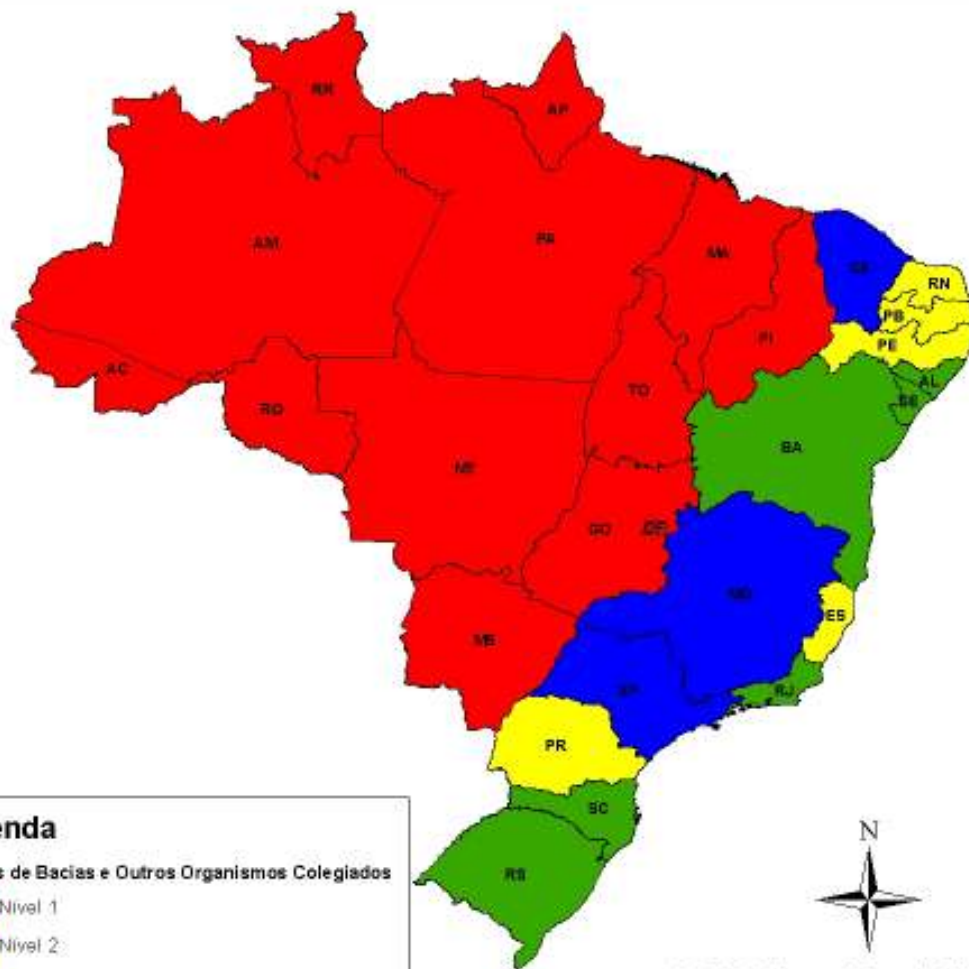 RR
AP
AM
PA
MA
CE
RN
PB
PE
PI
AC
TO
AL
SE
RO
BA
MT
GO
DF
MG
ES
MS
SP
RJ
PR
SC
RS
N
enda
s de Bacias e Outros Organismos Colegiados
Nível 1
Nível 2